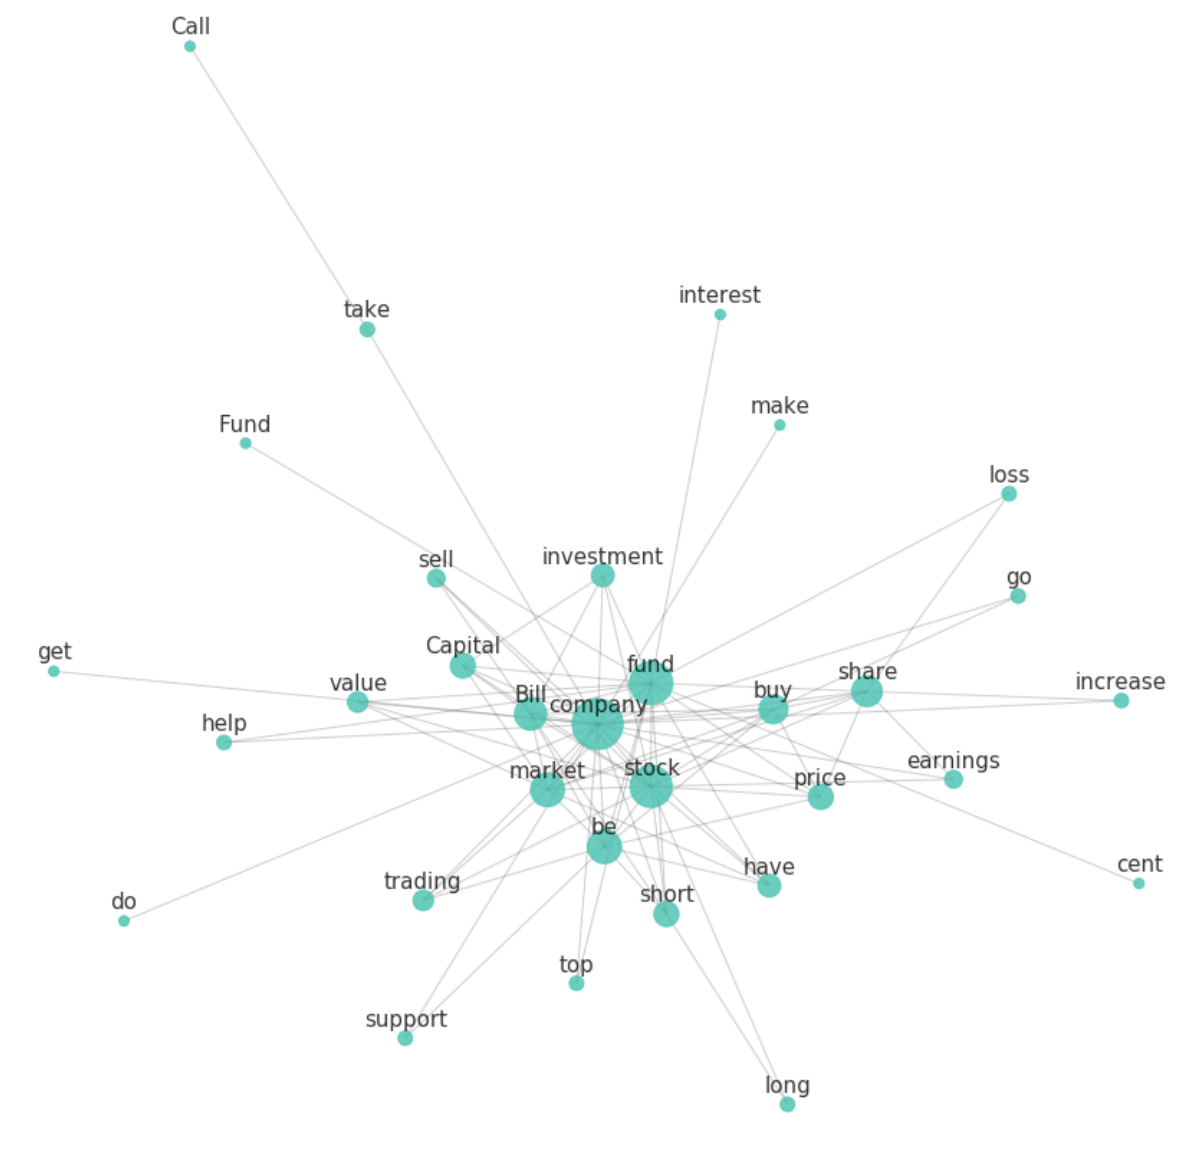 Call
interest
take
make
Fund
loss
investment
sell
go
Capital
get
fund
share
value
increase
buy
Bill
company
help
earnings
stock
market
price
be
cent
have
trading
short
do
top
support
long